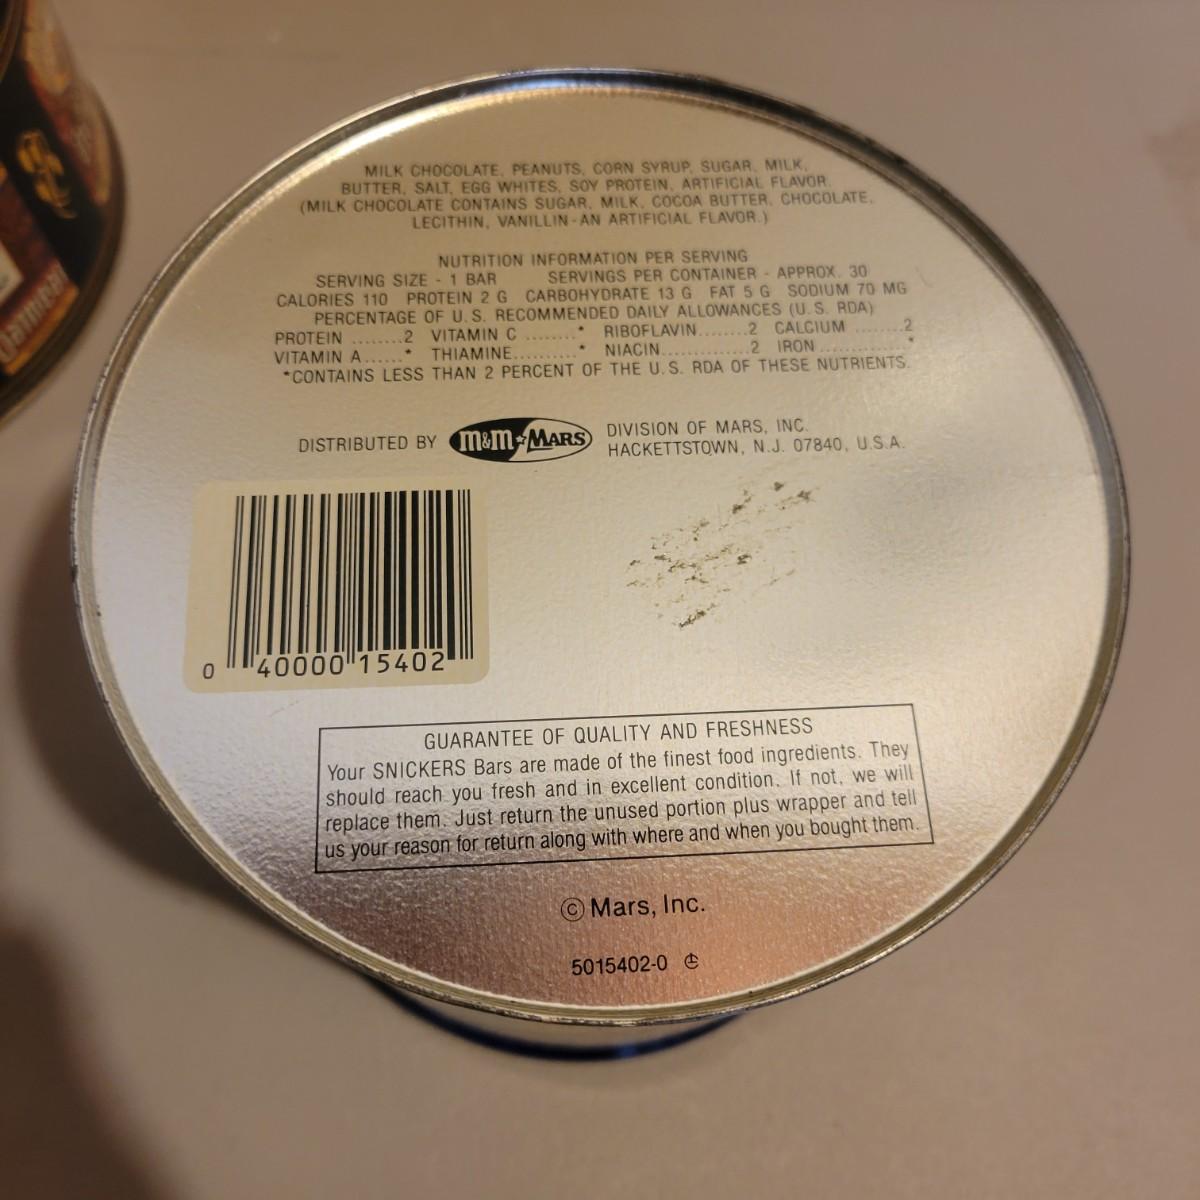 MILK CHOCOLATE, PEANUTS, CORN SYRUP, SUGAR, MILK,
BUTTER, SALT, EGG WHITES, SOY PROTEIN, ARTIFICIAL FLAVOR.
(MILK CHOCOLATE CONTAINS SUGAR, MILK, COCOA BUTTER, CHOCOLATE,
LECITHIN, VANILLIN-AN ARTIFICIAL FLAVOR.)
NUTRITION INFORMATION PER SERVING
SERVING SIZE - 1 BAR SERVINGS PER CONTAINER - APPROX. 30
CALORIES 110 PROTEIN 2 G CARBOHYDRATE 13 G FAT 5 G SODIUM 70 MG
PERCENTAGE OF U.S. RECOMMENDED DAILY ALLOWANCES (U.S. RDA)
PROTEIN ........2 VITAMIN C ........* RIBOFLAVIN........2 CALCIUM ........2
VITAMIN A......* THIAMINE..........* NIACIN..............2 IRON ..............*
*CONTAINS LESS THAN 2 PERCENT OF THE U.S. RDA OF THESE NUTRIENTS.
DISTRIBUTED BY m&m★MARS DIVISION OF MARS, INC.
HACKETTSTOWN, N.J. 07840, U.S.A.
0 40000 15402
GUARANTEE OF QUALITY AND FRESHNESS
Your SNICKERS Bars are made of the finest food ingredients. They
should reach you fresh and in excellent condition. If not, we will
replace them. Just return the unused portion plus wrapper and tell
us your reason for return along with where and when you bought them.
© Mars, Inc.
5015402-0
Oatmeal